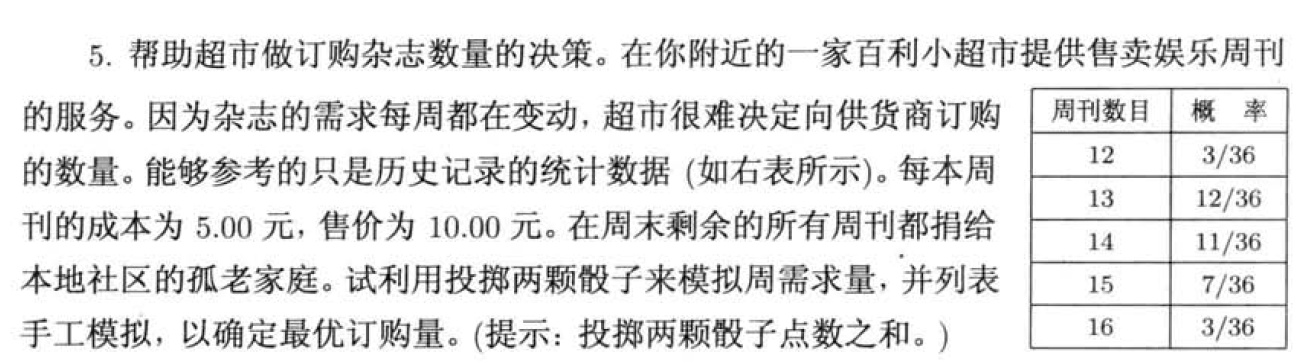 5. 帮助超市做订购杂志数量的决策。在你附近的一家百利小超市提供售卖娱乐周刊
的服务。因为杂志的需求每周都在变动,超市很难决定向供货商订购
的数量。能够参考的只是历史记录的统计数据 (如右表所示)。每本周
刊的成本为 5.00 元,售价为 10.00 元。在周末剩余的所有周刊都捐给
本地社区的孤老家庭。试利用投掷两颗骰子来模拟周需求量,并列表
手工模拟,以确定最优订购量。(提示:投掷两颗骰子点数之和。)
周刊数目 概 率
12 3/36
13 12/36
14 11/36
15 7/36
16 3/36